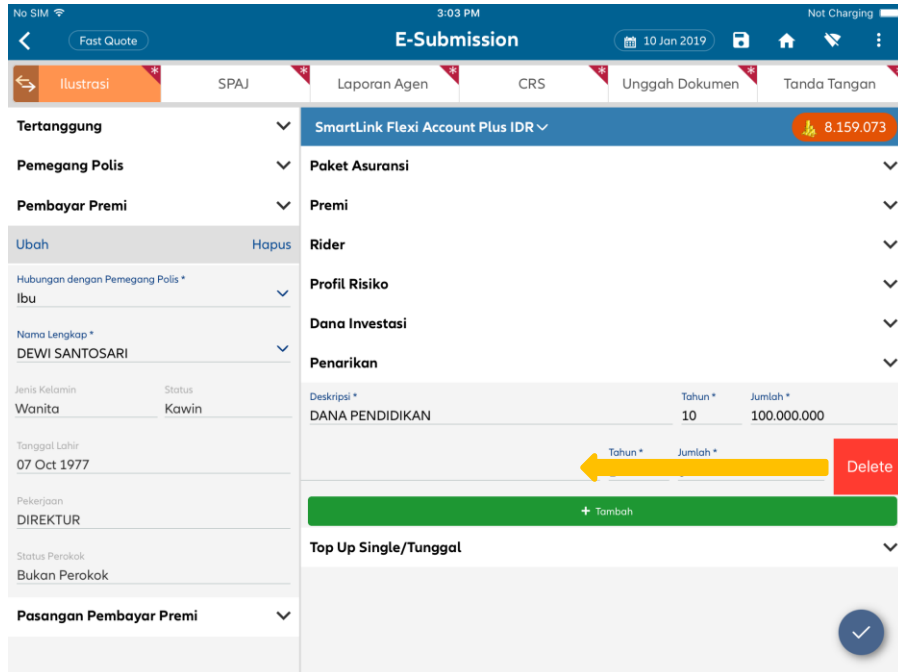 No SIM
3:03 PM
Not Charging
Fast Quote
E-Submission
10 Jan 2019
Ilustrasi
SPAJ
Laporan Agen
CRS
Unggah Dokumen
Tanda Tangan
Tertanggung
Pemegang Polis
Pembayar Premi
Ubah
Hapus
Hubungan dengan Pemegang Polis *
Ibu
Nama Lengkap *
DEWI SANTOSARI
Jenis Kelamin
Status
Wanita
Kawin
Tanggal Lahir
07 Oct 1977
Pekerjaan
DIREKTUR
Status Perokok
Bukan Perokok
Pasangan Pembayar Premi
SmartLink Flexi Account Plus IDR
8.159.073
Paket Asuransi
Premi
Rider
Profil Risiko
Dana Investasi
Penarikan
Deskripsi *
Tahun *
Jumlah *
DANA PENDIDIKAN
10
100.000.000
Tahun *
Jumlah *
Delete
+ Tambah
Top Up Single/Tunggal